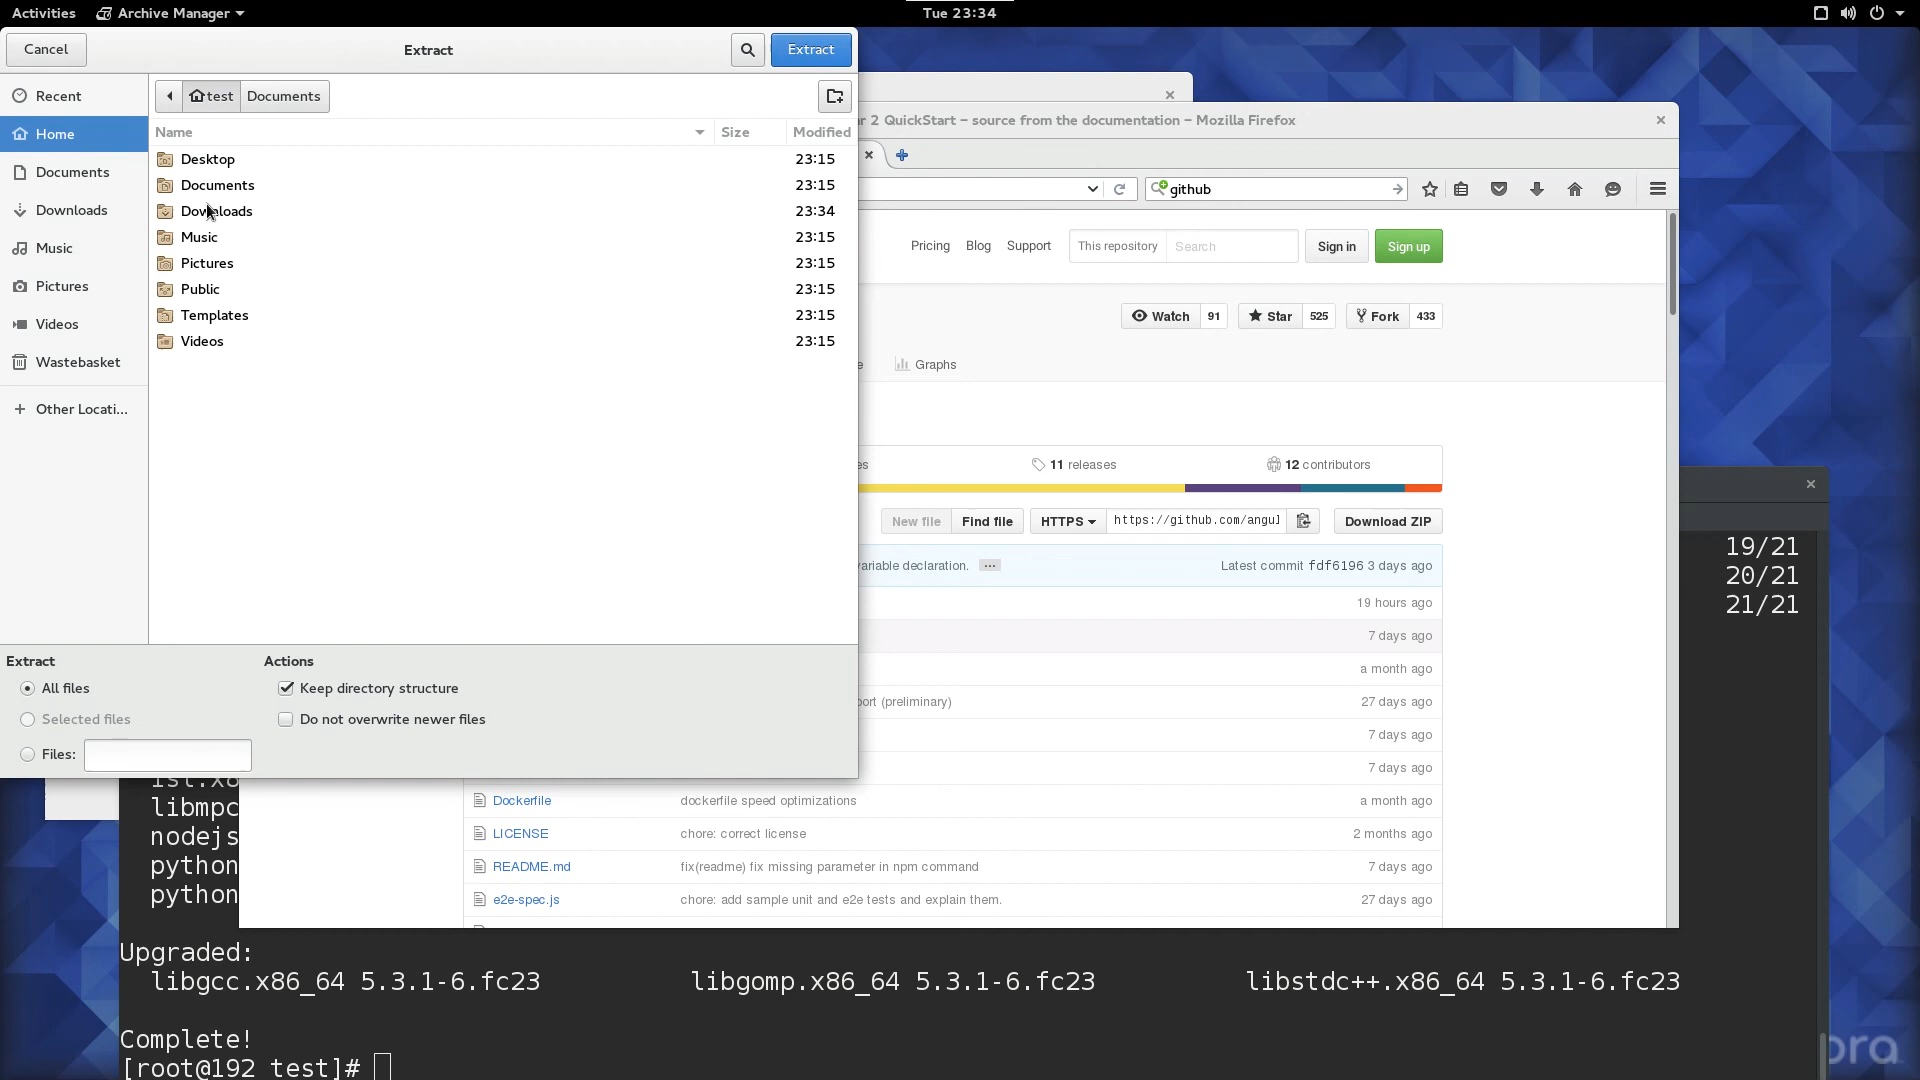 Activities Archive Manager Tue 23:34
Cancel Extract Extract
Recent
Home
Documents
Downloads
Music
Pictures
Videos
Wastebasket
Other Locati...
test Documents
Name Size Modified
Desktop 23:15
Documents 23:15
Downloads 23:34
Music 23:15
Pictures 23:15
Public 23:15
Templates 23:15
Videos 23:15
Extract
All files
Selected files
Files:
Actions
Keep directory structure
Do not overwrite newer files
2 QuickStart – source from the documentation – Mozilla Firefox
github
Pricing Blog Support This repository Search Sign in Sign up
Watch 91 Star 525 Fork 433
Graphs
11 releases 12 contributors
New file Find file HTTPS https://github.com/angul Download ZIP
variable declaration. ... Latest commit fdf6196 3 days ago
19 hours ago
7 days ago
a month ago
(preliminary) 27 days ago
7 days ago
7 days ago
Dockerfile dockerfile speed optimizations a month ago
LICENSE chore: correct license 2 months ago
README.md fix(readme) fix missing parameter in npm command 7 days ago
e2e-spec.js chore: add sample unit and e2e tests and explain them. 27 days ago
19/21
20/21
21/21
libmpc
nodejs
python
python
Upgraded:
libgcc.x86_64 5.3.1-6.fc23 libgomp.x86_64 5.3.1-6.fc23 libstdc++.x86_64 5.3.1-6.fc23
Complete!
[root@192 test]#